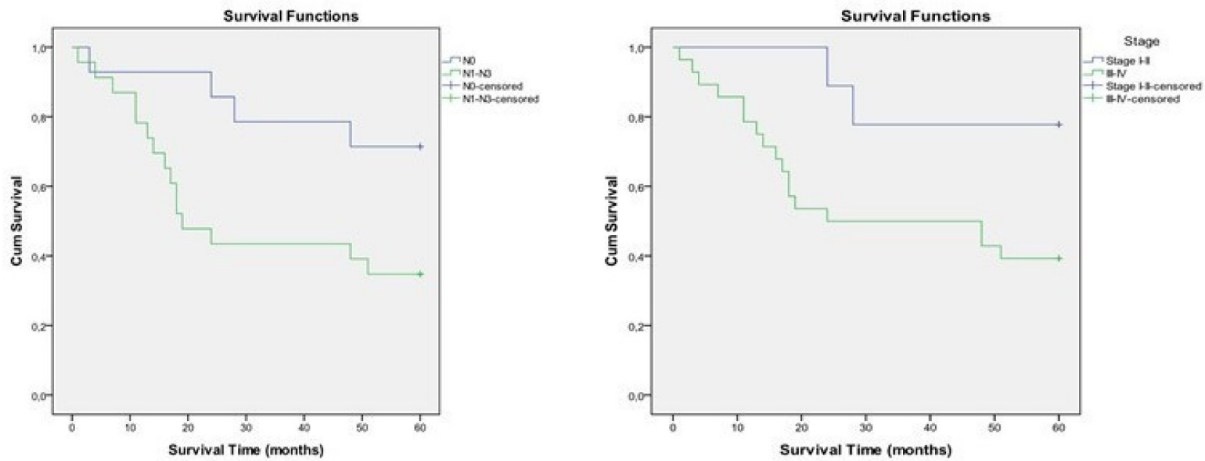 Survival Functions
N0
N1-N3
N0-censored
N1-N3-censored
Cum Survival
1,0
0,8
0,6
0,4
0,2
0,0
0 10 20 30 40 50 60
Survival Time (months)
Survival Functions
Stage
Stage I-II
III-IV
Stage I-II-censored
III-IV-censored
Cum Survival
1,0
0,8
0,6
0,4
0,2
0,0
0 10 20 30 40 50 60
Survival Time (months)